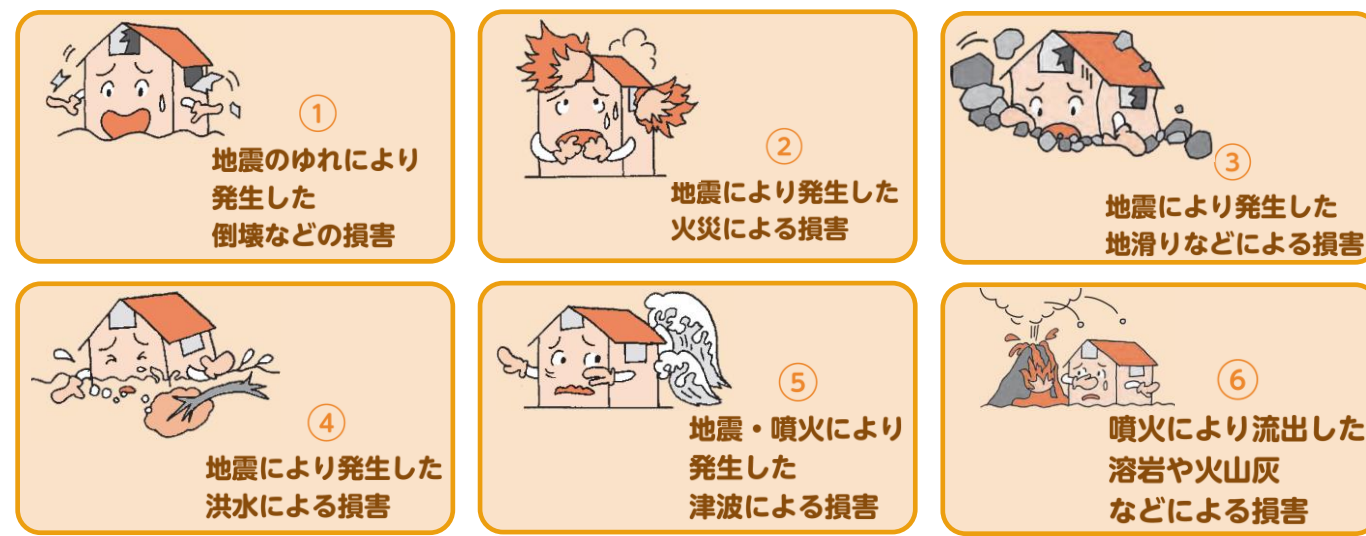 ①
地震のゆれにより
発生した
倒壊などの損害
②
地震により発生した
火災による損害
③
地震により発生した
地滑りなどによる損害
④
地震により発生した
洪水による損害
⑤
地震・噴火により
発生した
津波による損害
⑥
噴火により流出した
溶岩や火山灰
などによる損害